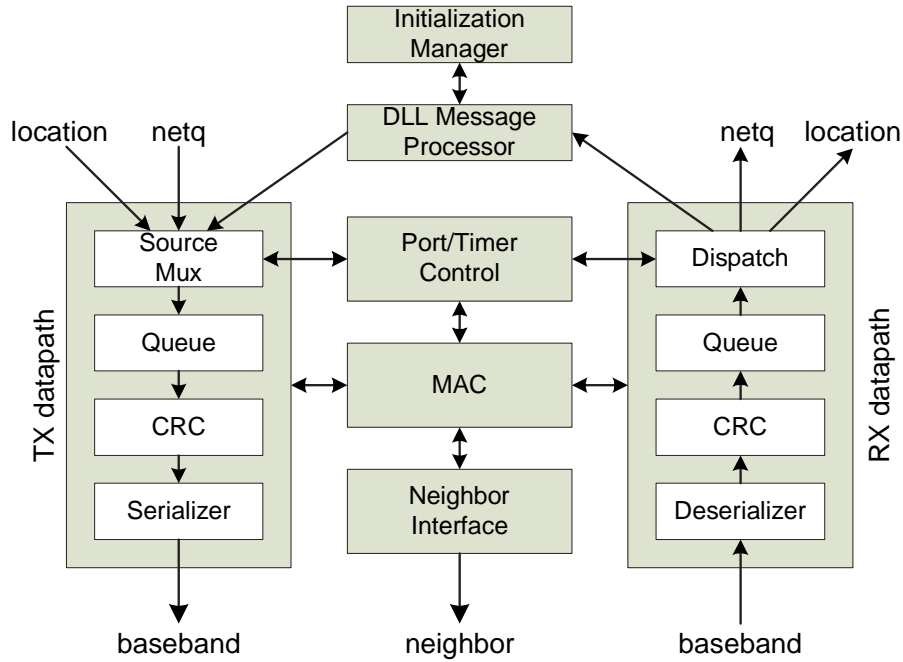 Initialization
Manager
DLL Message
Processor
location
netq
netq
location
Source
Mux
Port/Timer
Control
Dispatch
Queue
MAC
Queue
TX datapath
RX datapath
CRC
CRC
Serializer
Neighbor
Interface
Deserializer
baseband
neighbor
baseband